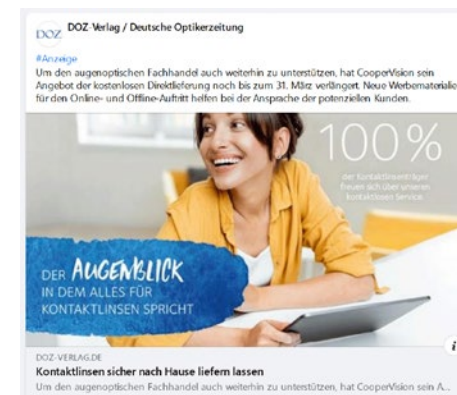 DOZ DOZ-Verlag / Deutsche Optikerzeitung
#Anzeige
Um den augenoptischen Fachhandel auch weiterhin zu unterstützen, hat CooperVision sein
Angebot der kostenlosen Direktlieferung noch bis zum 31. März verlängert. Neue Werbemateriali
für den Online- und Offline-Auftritt helfen bei der Ansprache der potenziellen Kunden.
100%
der Kontaktlinsenträger
freuen sich über unseren
kontaktlosen Service
DER AUGENBLICK
IN DEM ALLES FÜR
KONTAKTLINSEN SPRICHT
i
DOZ-VERLAG.DE
Kontaktlinsen sicher nach Hause liefern lassen
Um den augenoptischen Fachhandel auch weiterhin zu unterstützen, hat CooperVision sein A...